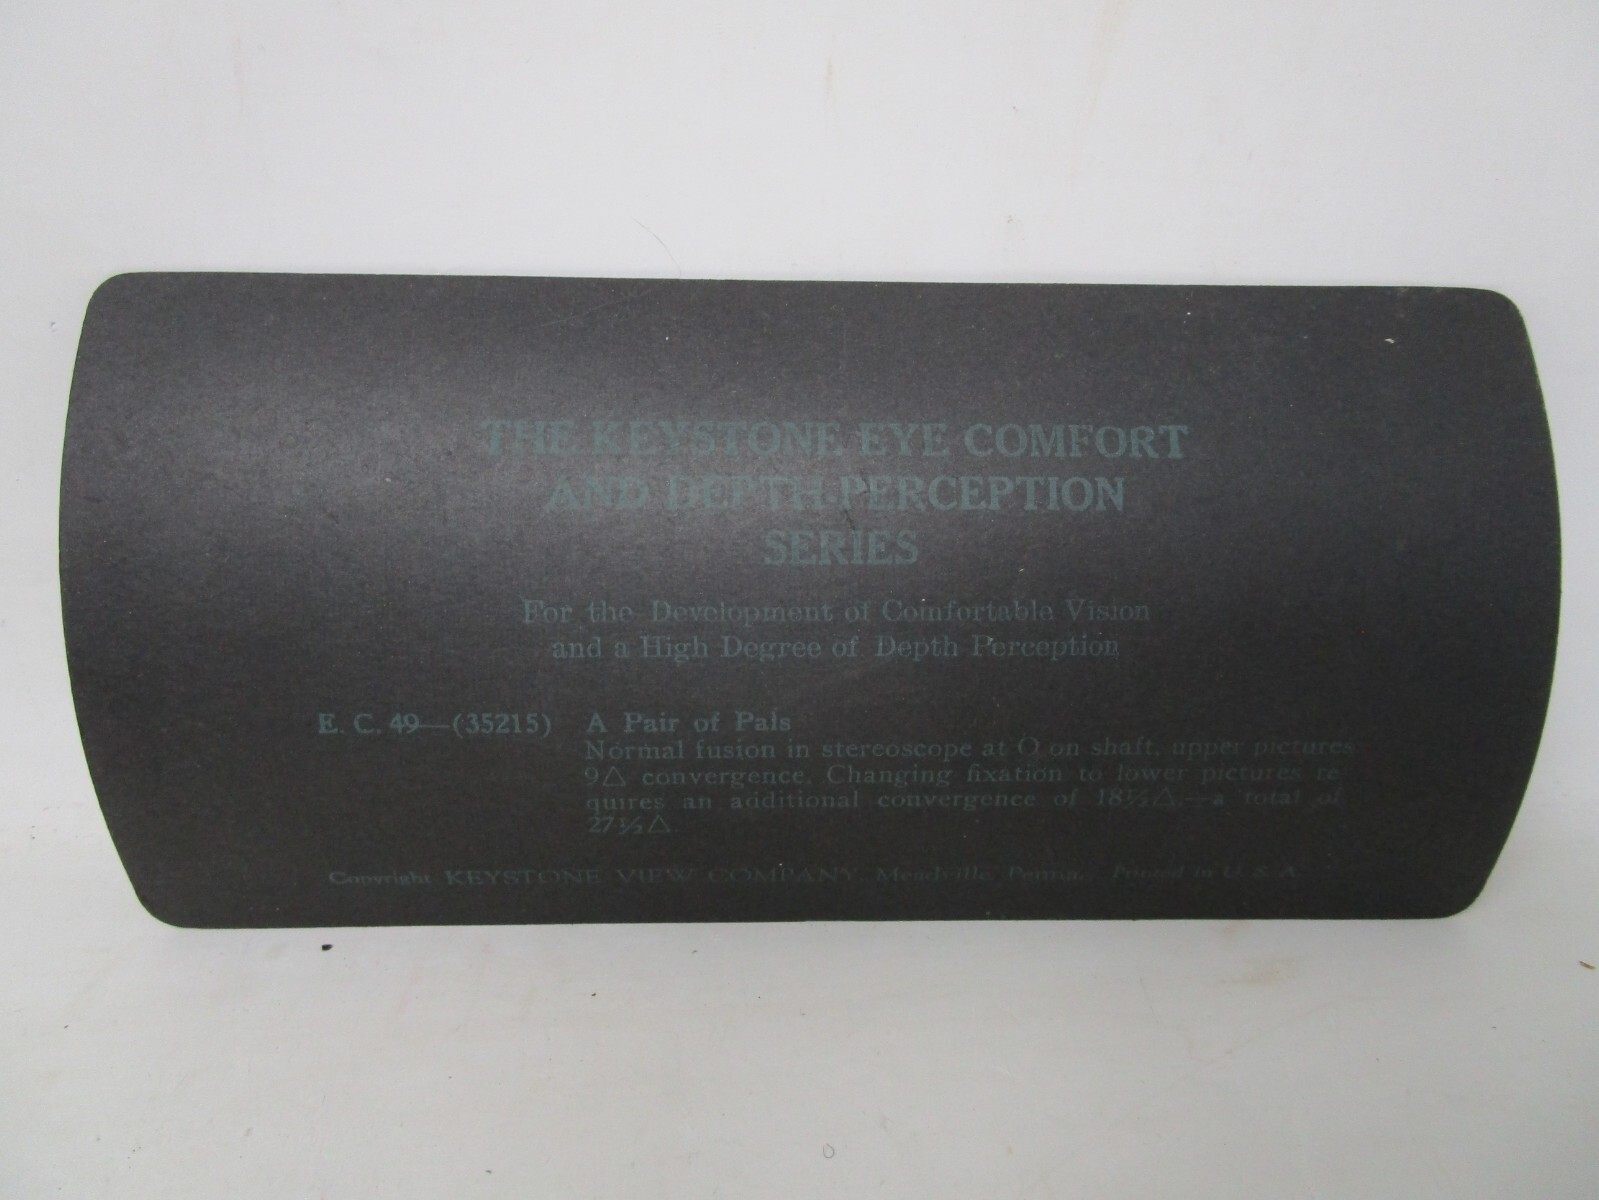 THE KEYSTONE EYE COMFORT
AND DEPTH-PERCEPTION
SERIES
For the Development of Comfortable Vision
and a High Degree of Depth Perception
E. C. 49—(35215) A Pair of Pals
Normal fusion in stereoscope at O on shaft, upper pictures
9△ convergence. Changing fixation to lower pictures re-
quires an additional convergence of 18½△,—a total of
27½△.
Copyright KEYSTONE VIEW COMPANY, Meadville, Penna. Printed in U. S. A.